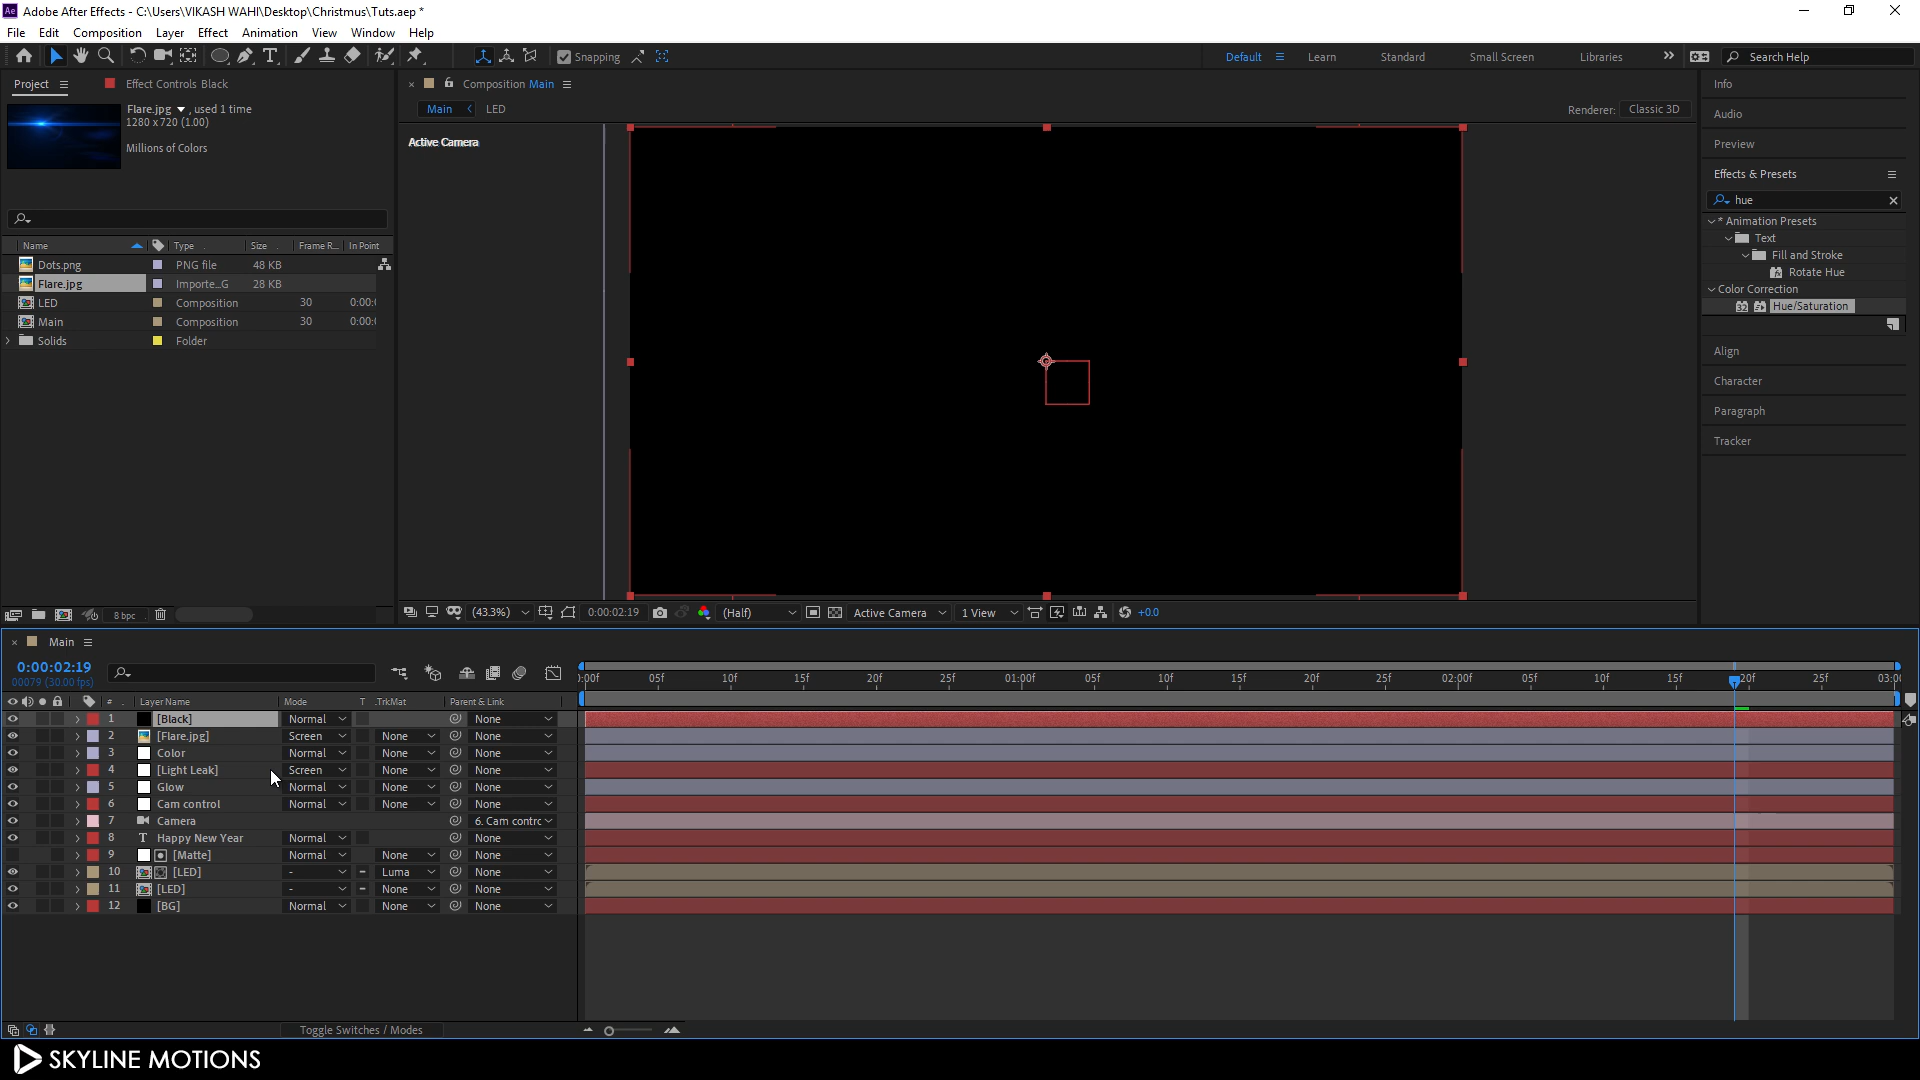 Ae Adobe After Effects - C:\Users\VIKASH WAHI\Desktop\Christmus\Tuts.aep *
File Edit Composition Layer Effect Animation View Window Help
Snapping Default Learn Standard Small Screen Libraries Search Help
Project Effect Controls Black
Flare.jpg , used 1 time
1280 x 720 (1.00)
Millions of Colors
Name Type Size Frame R... In Point
Dots.png PNG file 48 KB
Flare.jpg Importe...G 28 KB
LED Composition 30 0:00:
Main Composition 30 0:00:
Solids Folder
8 bpc
Composition Main
Main LED
Renderer: Classic 3D
Active Camera
(43.3%) 0:00:02:19 (Half) Active Camera 1 View +0.0
Info
Audio
Preview
Effects & Presets
hue
* Animation Presets
Text
Fill and Stroke
Rotate Hue
Color Correction
32 Hue/Saturation
Align
Character
Paragraph
Tracker
Main
0:00:02:19
00079 (30.00 fps)
:00f 05f 10f 15f 20f 25f 01:00f 05f 10f 15f 20f 25f 02:00f 05f 10f 15f 20f 25f 03:0
# Layer Name Mode T .TrkMat Parent & Link
1 [Black] Normal None
2 [Flare.jpg] Screen None None
3 Color Normal None None
4 [Light Leak] Screen None None
5 Glow Normal None None
6 Cam control Normal None None
7 Camera 6. Cam contrc
8 T Happy New Year Normal None
9 [Matte] Normal None None
10 [LED] - Luma None
11 [LED] - None None
12 [BG] Normal None None
Toggle Switches / Modes
SKYLINE MOTIONS